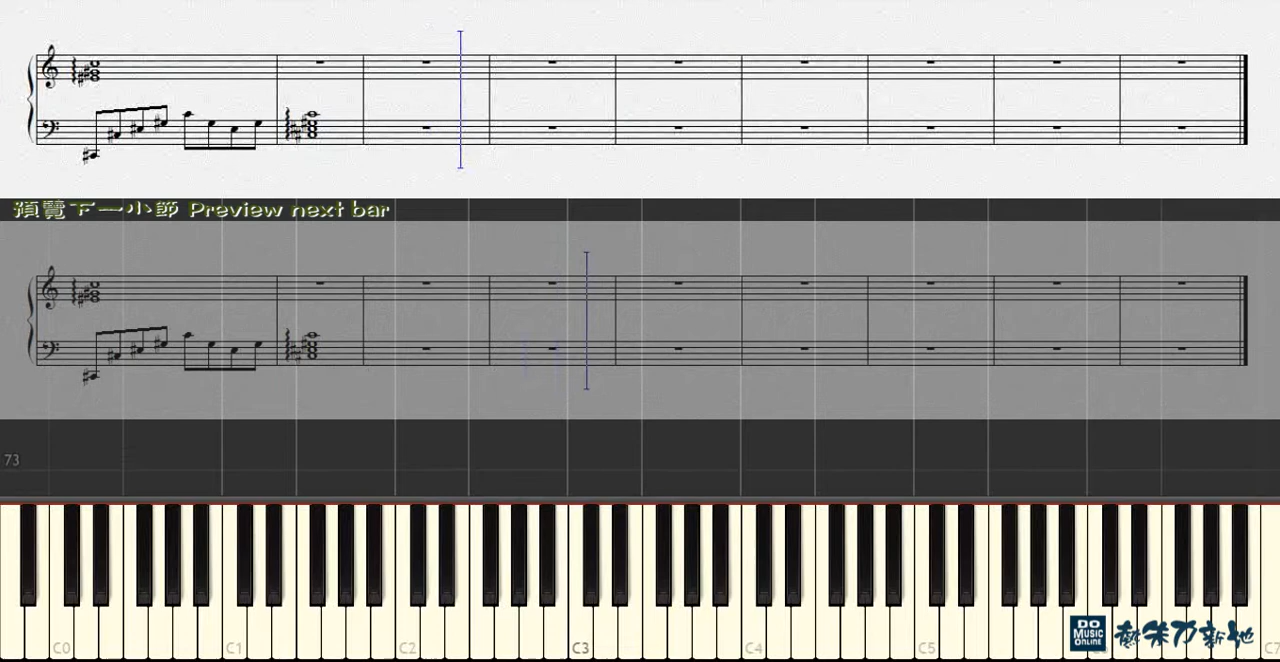 預覽下一小節 Preview next bar
73
C0 C1 C2 C3 C4 C5 C7
DO
MUSIC
ONLINE